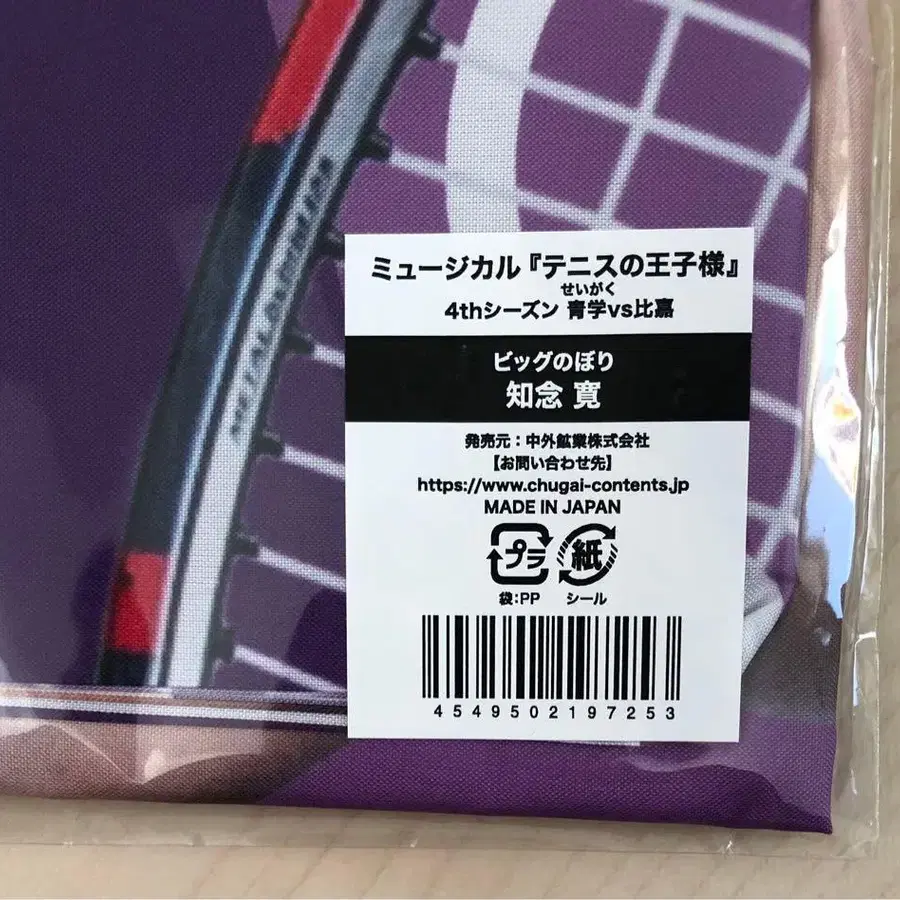 ミュージカル『テニスの王子様』
せいがく
4thシーズン 青学vs比嘉
ビッグのぼり
知念 寛
発売元：中外鉱業株式会社
【お問い合わせ先】
https://www.chugai-contents.jp
MADE IN JAPAN
プラ 紙
袋:PP シール
4549502197253